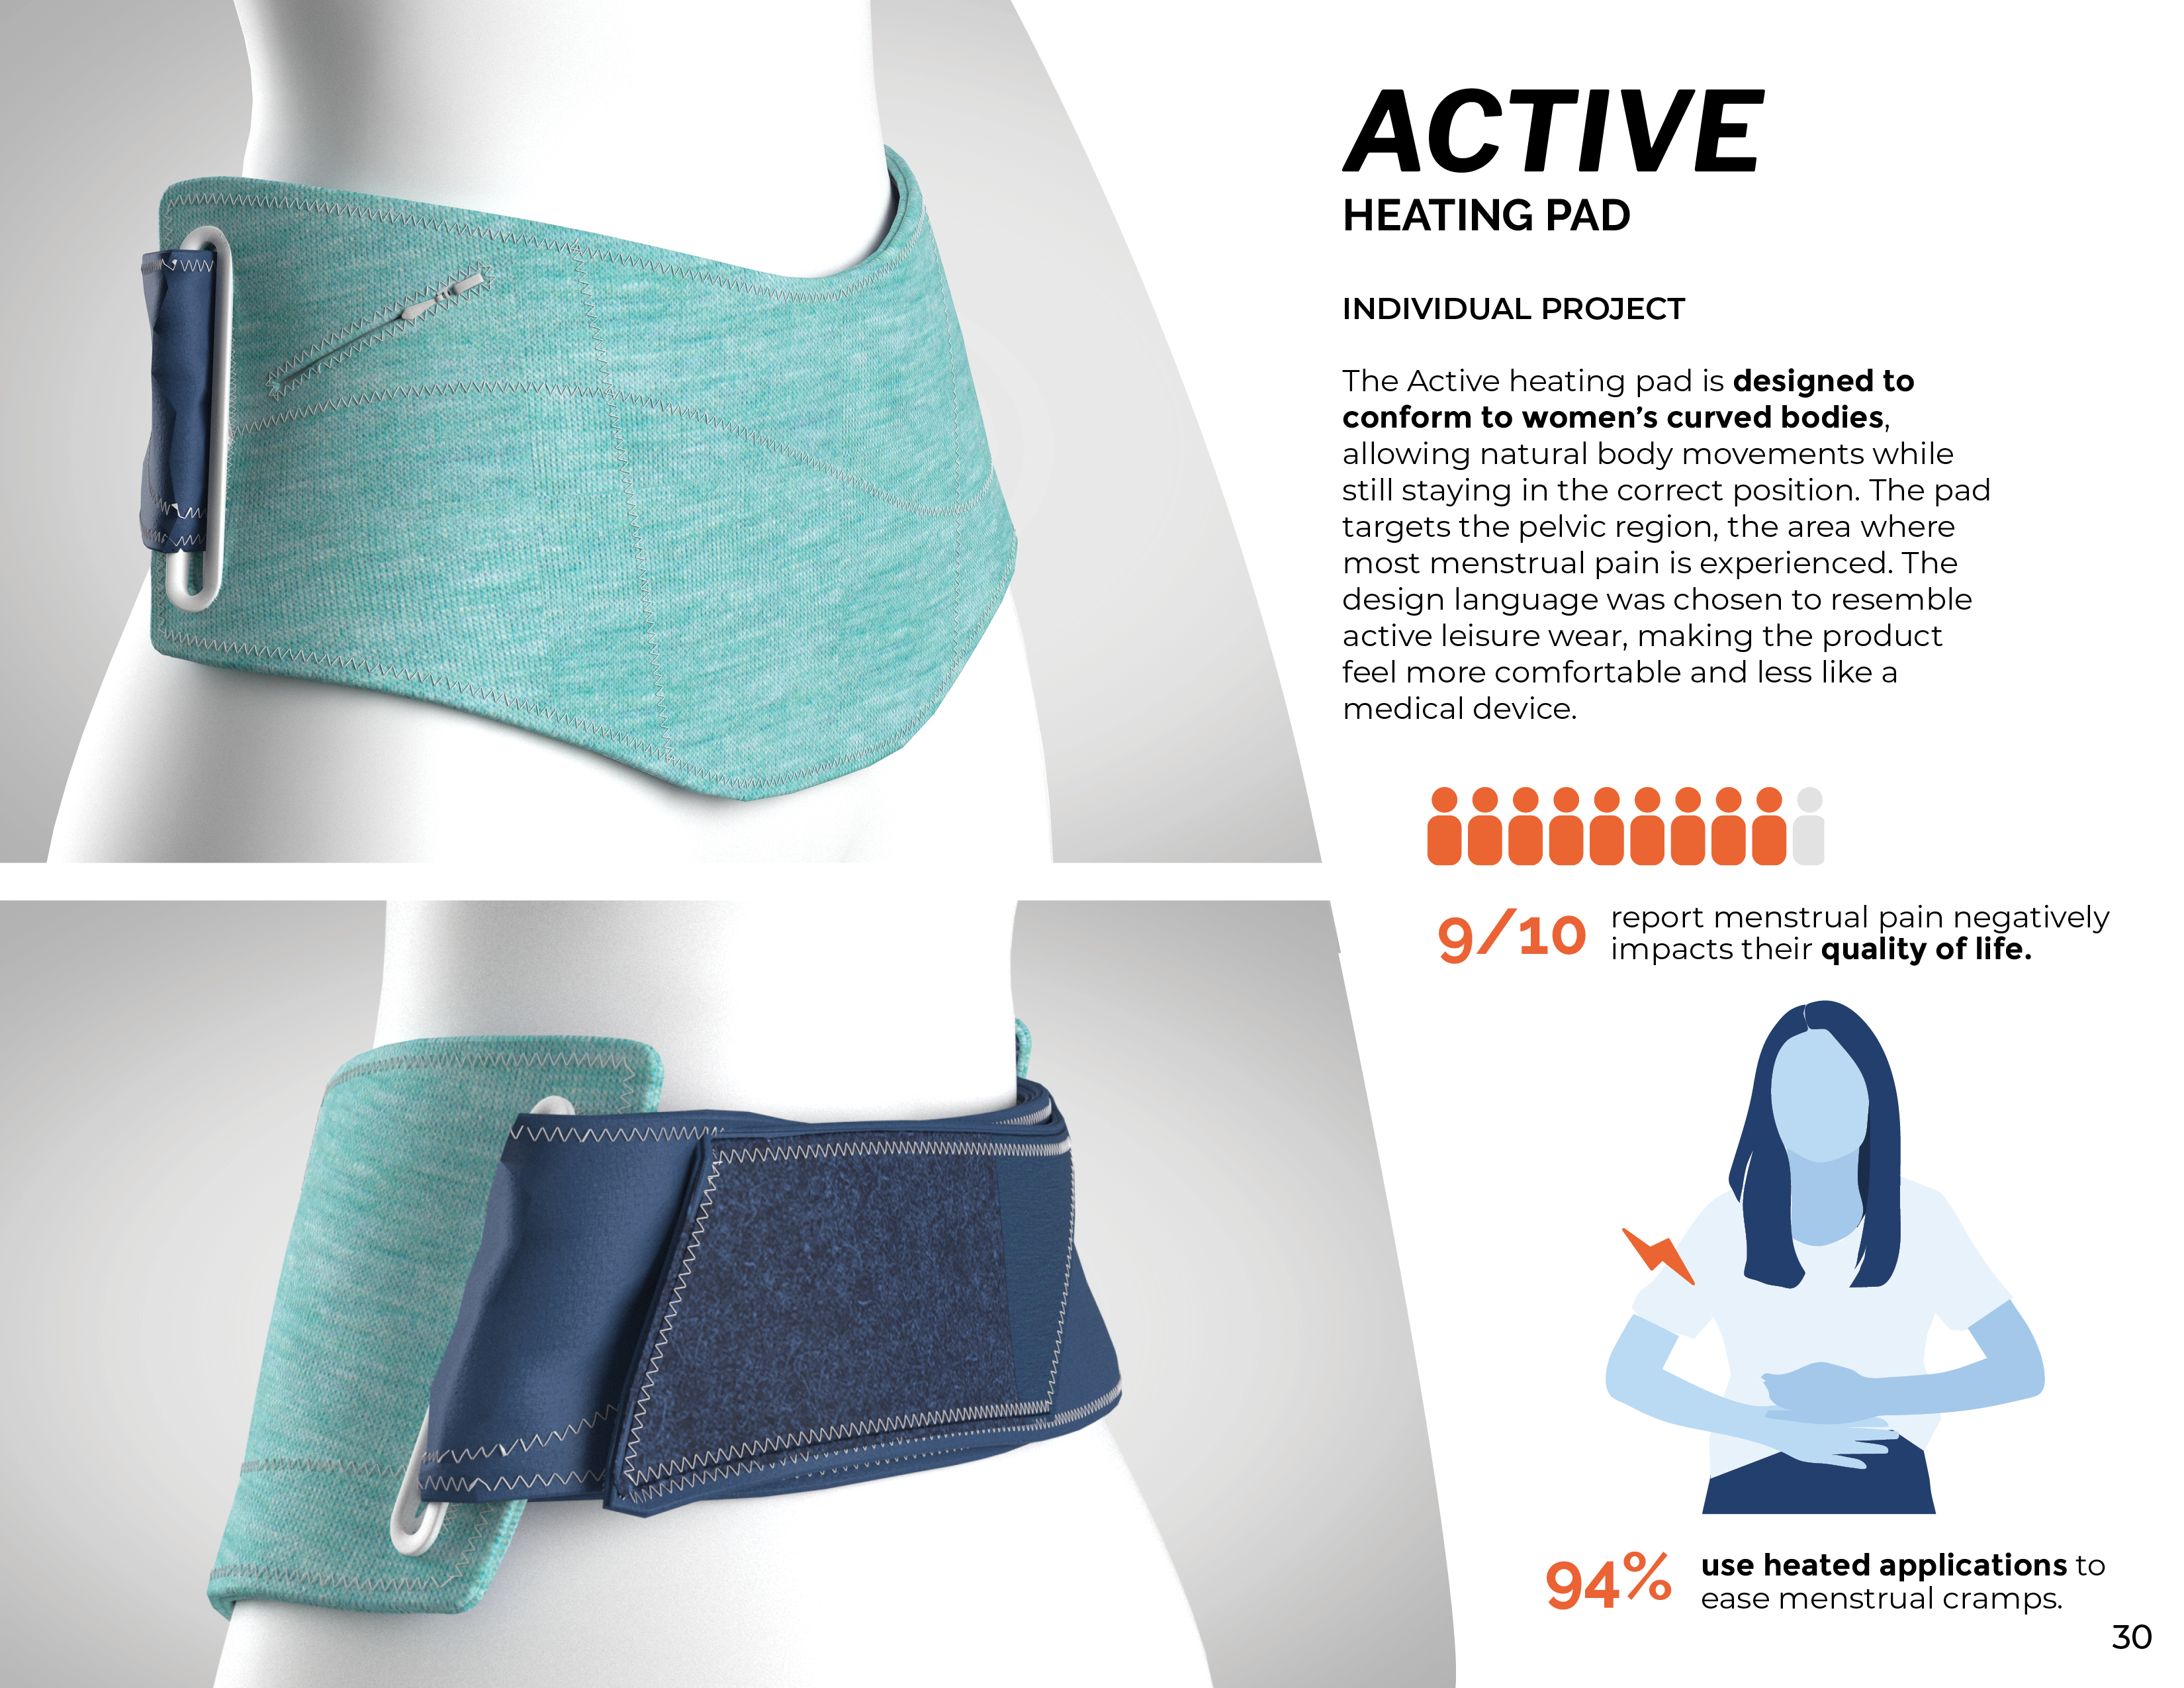 ACTIVE
HEATING PAD
INDIVIDUAL PROJECT
The Active heating pad is designed to
conform to women’s curved bodies,
allowing natural body movements while
still staying in the correct position. The pad
targets the pelvic region, the area where
most menstrual pain is experienced. The
design language was chosen to resemble
active leisure wear, making the product
feel more comfortable and less like a
medical device.
9/10 report menstrual pain negatively
impacts their quality of life.
94% use heated applications to
ease menstrual cramps.
30